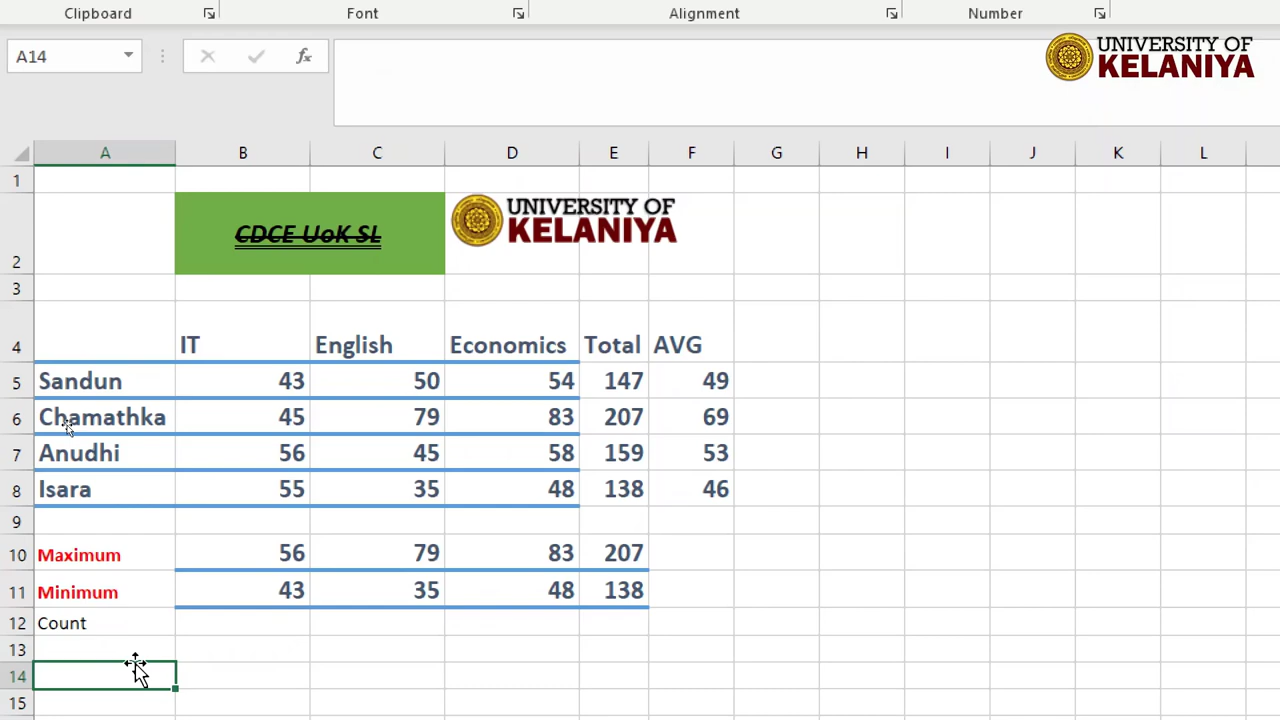 Clipboard Font Alignment Number
A14 fx
UNIVERSITY OF
KELANIYA
A B C D E F G H I J K L
1
2 CDCE UoK SL
UNIVERSITY OF
KELANIYA
3
4 IT English Economics Total AVG
5 Sandun 43 50 54 147 49
6 Chamathka 45 79 83 207 69
7 Anudhi 56 45 58 159 53
8 Isara 55 35 48 138 46
9
10 Maximum 56 79 83 207
11 Minimum 43 35 48 138
12 Count
13
14
15